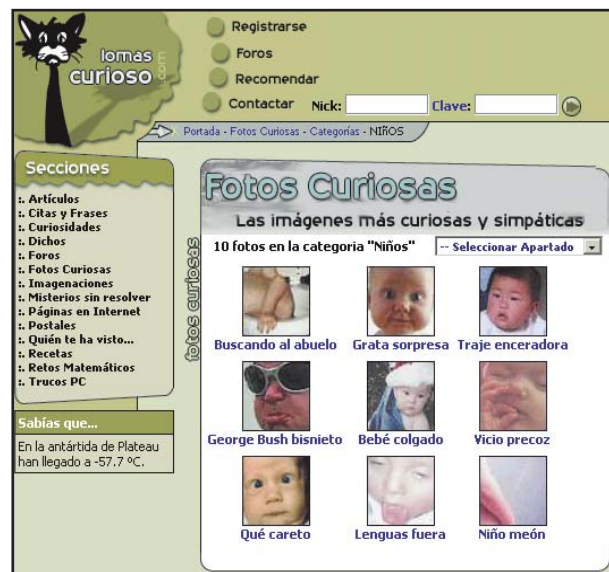 lomas
curioso.com
Registrarse
Foros
Recomendar
Contactar Nick: Clave:
Portada - Fotos Curiosas - Categorías - NIÑOS
Secciones
:. Artículos
:. Citas y Frases
:. Curiosidades
:. Dichos
:. Foros
:. Fotos Curiosas
:. Imagenaciones
:. Misterios sin resolver
:. Páginas en Internet
:. Postales
:. Quién te ha visto...
:. Recetas
:. Retos Matemáticos
:. Trucos PC
Sabías que...
En la antártida de Plateau
han llegado a -57.7 ºC.
fotos curiosas
Fotos Curiosas
Las imágenes más curiosas y simpáticas
10 fotos en la categoria "Niños" -- Seleccionar Apartado
Buscando al abuelo Grata sorpresa Traje enceradora
George Bush bisnieto Bebé colgado Vicio precoz
Qué careto Lenguas fuera Niño meón